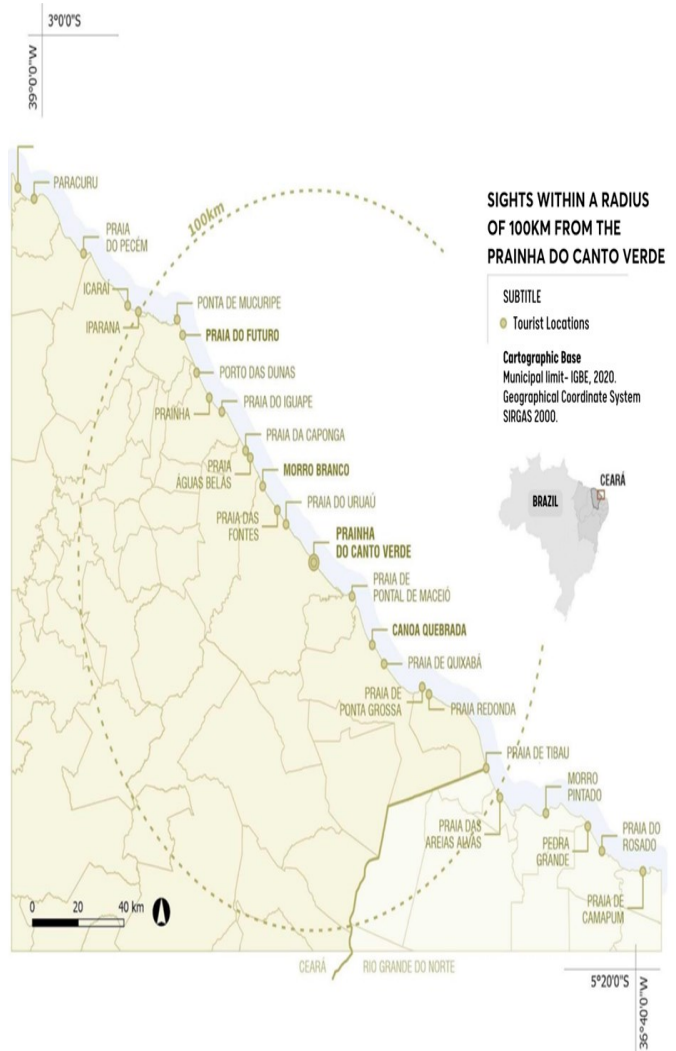 3°0'0"S
39°0.0"W
PARACURU
PRAIA
DO PECÉM
100km
ICARAÍ
IPARANA
PONTA DE MUCURIPE
PRAIA DO FUTURO
PORTO DAS DUNAS
PRAINHA
PRAIA DO IGUAPE
PRAIA DA CAPONGA
PRAIA
ÁGUAS BELAS
MORRO BRANCO
PRAIA DAS
FONTES
PRAIA DO URUAÚ
PRAINHA
DO CANTO VERDE
PRAIA DE
PONTAL DE MACEIÓ
CANOA QUEBRADA
PRAIA DE QUIXABÁ
PRAIA DE
PONTA GROSSA
PRAIA REDONDA
PRAIA DE TIBAU
PRAIA DAS
AREIAS ALVAS
MORRO
PINTADO
PEDRA
GRANDE
PRAIA DO
ROSADO
PRAIA DE
CAMAPUM
SIGHTS WITHIN A RADIUS
OF 100KM FROM THE
PRAINHA DO CANTO VERDE
SUBTITLE
Tourist Locations
Cartographic Base
Municipal limit- IGBE, 2020.
Geographical Coordinate System
SIRGAS 2000.
CEARÁ
BRAZIL
0 20 40 km
CEARÁ
RIO GRANDE DO NORTE
5°20'0"S
36°40'0"W